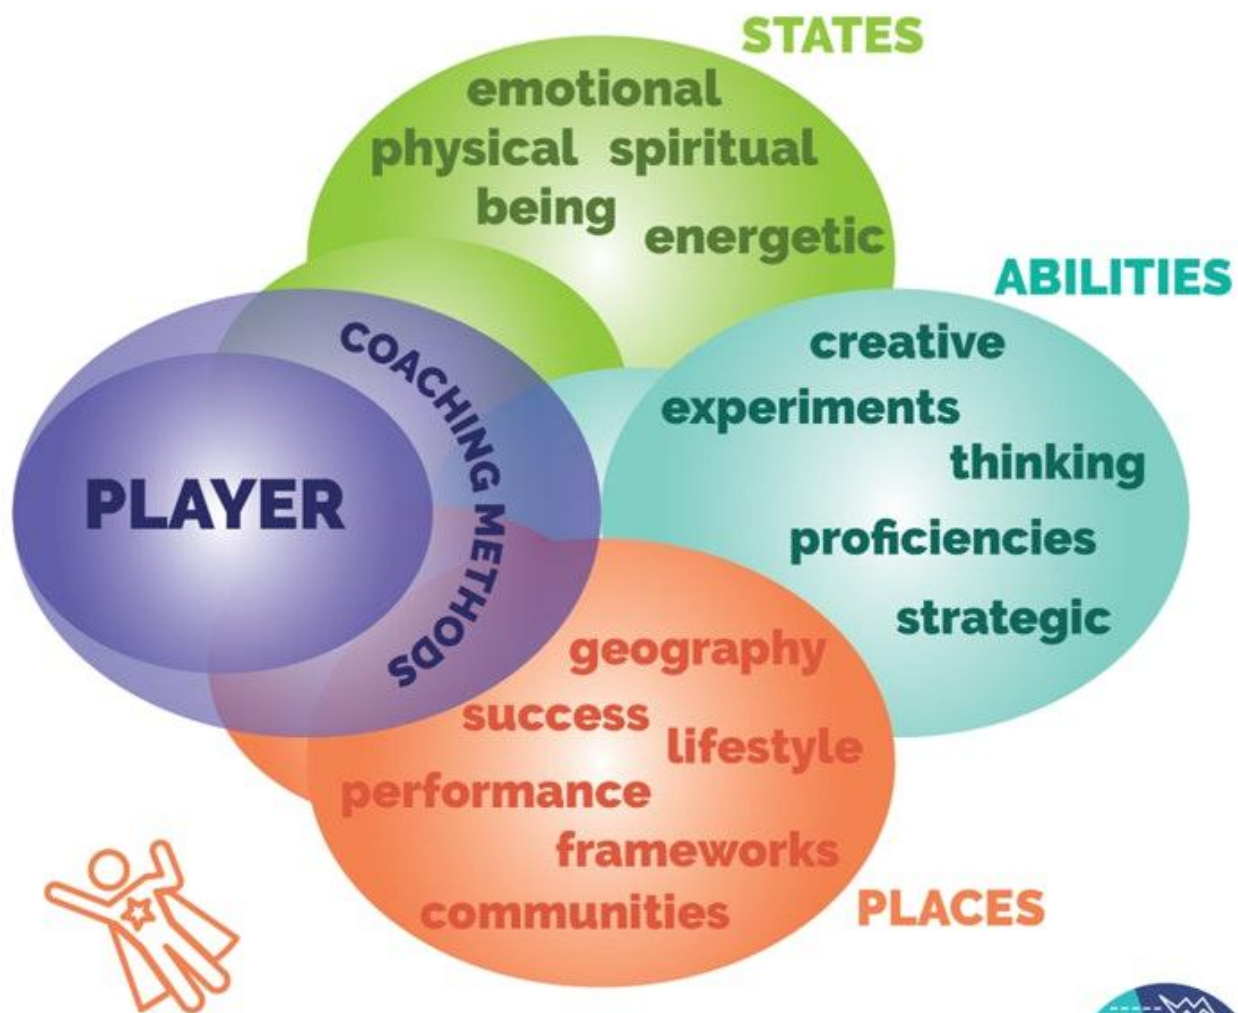 STATES
emotional
physical spiritual
being
energetic
ABILITIES
creative
experiments
thinking
proficiencies
strategic
COACHING METHODS
PLAYER
geography
success
lifestyle
performance
frameworks
communities
PLACES